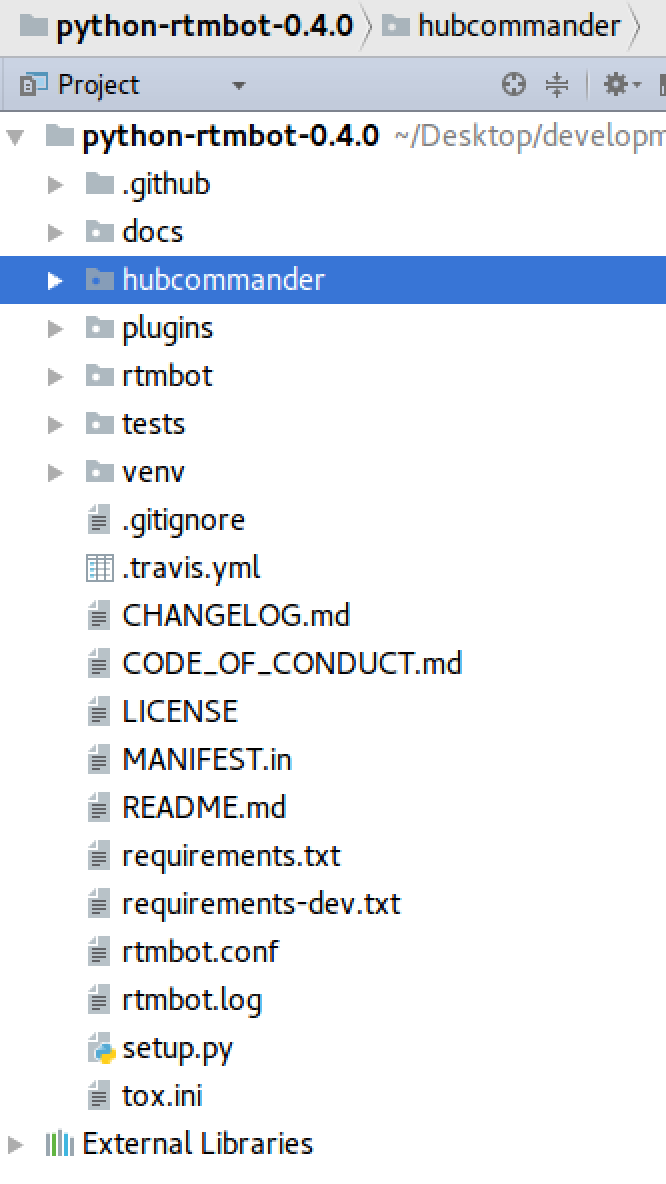 python-rtmbot-0.4.0 hubcommander
Project
python-rtmbot-0.4.0 ~/Desktop/developm
.github
docs
hubcommander
plugins
rtmbot
tests
venv
.gitignore
.travis.yml
CHANGELOG.md
CODE_OF_CONDUCT.md
LICENSE
MANIFEST.in
README.md
requirements.txt
requirements-dev.txt
rtmbot.conf
rtmbot.log
setup.py
tox.ini
External Libraries